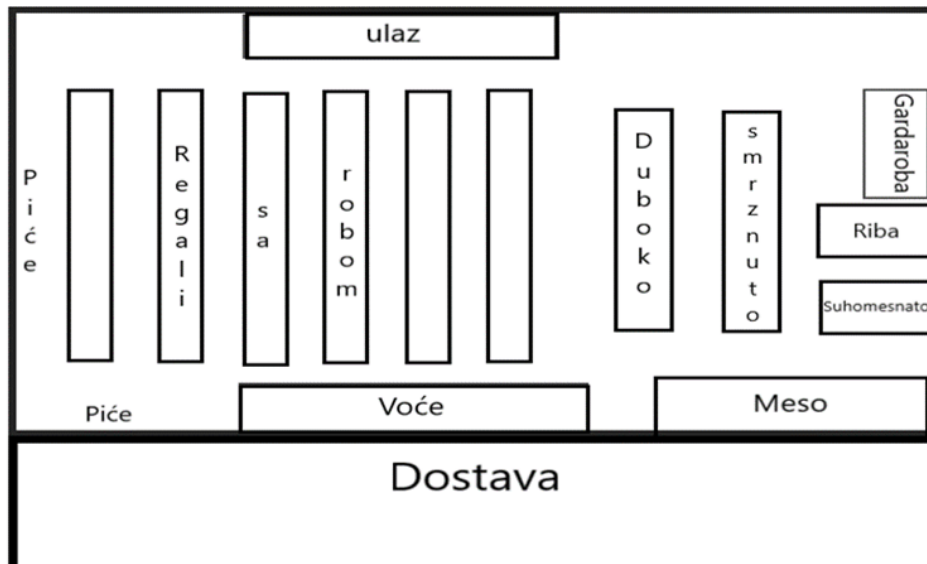 ulaz
Piće
Regali
sa
robom
Duboko
smrznuto
Gardaroba
Riba
Suhomesnato
Piće
Voće
Meso
Dostava